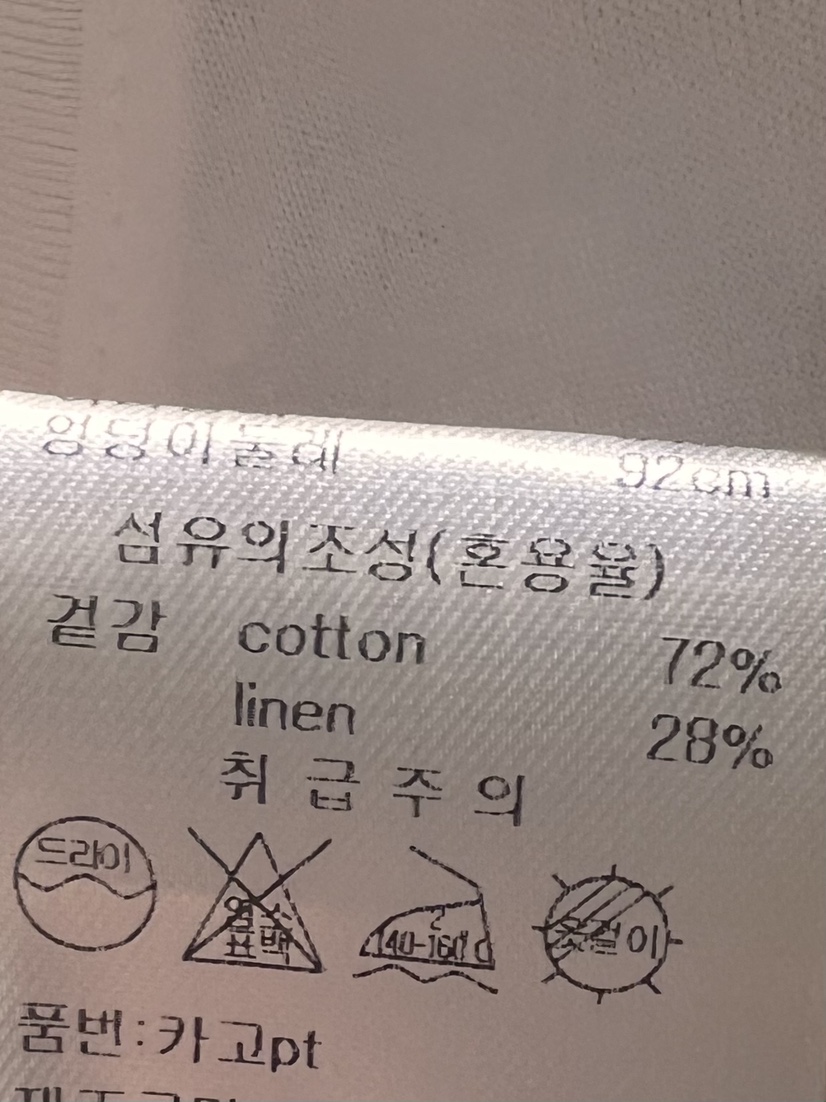 엉덩이둘레 92cm
섬유의조성(혼용율)
겉감 cotton 72%
linen 28%
취급주의
드라이
염소
표백
2
140-160℃
옷걸이
품번:카고pt